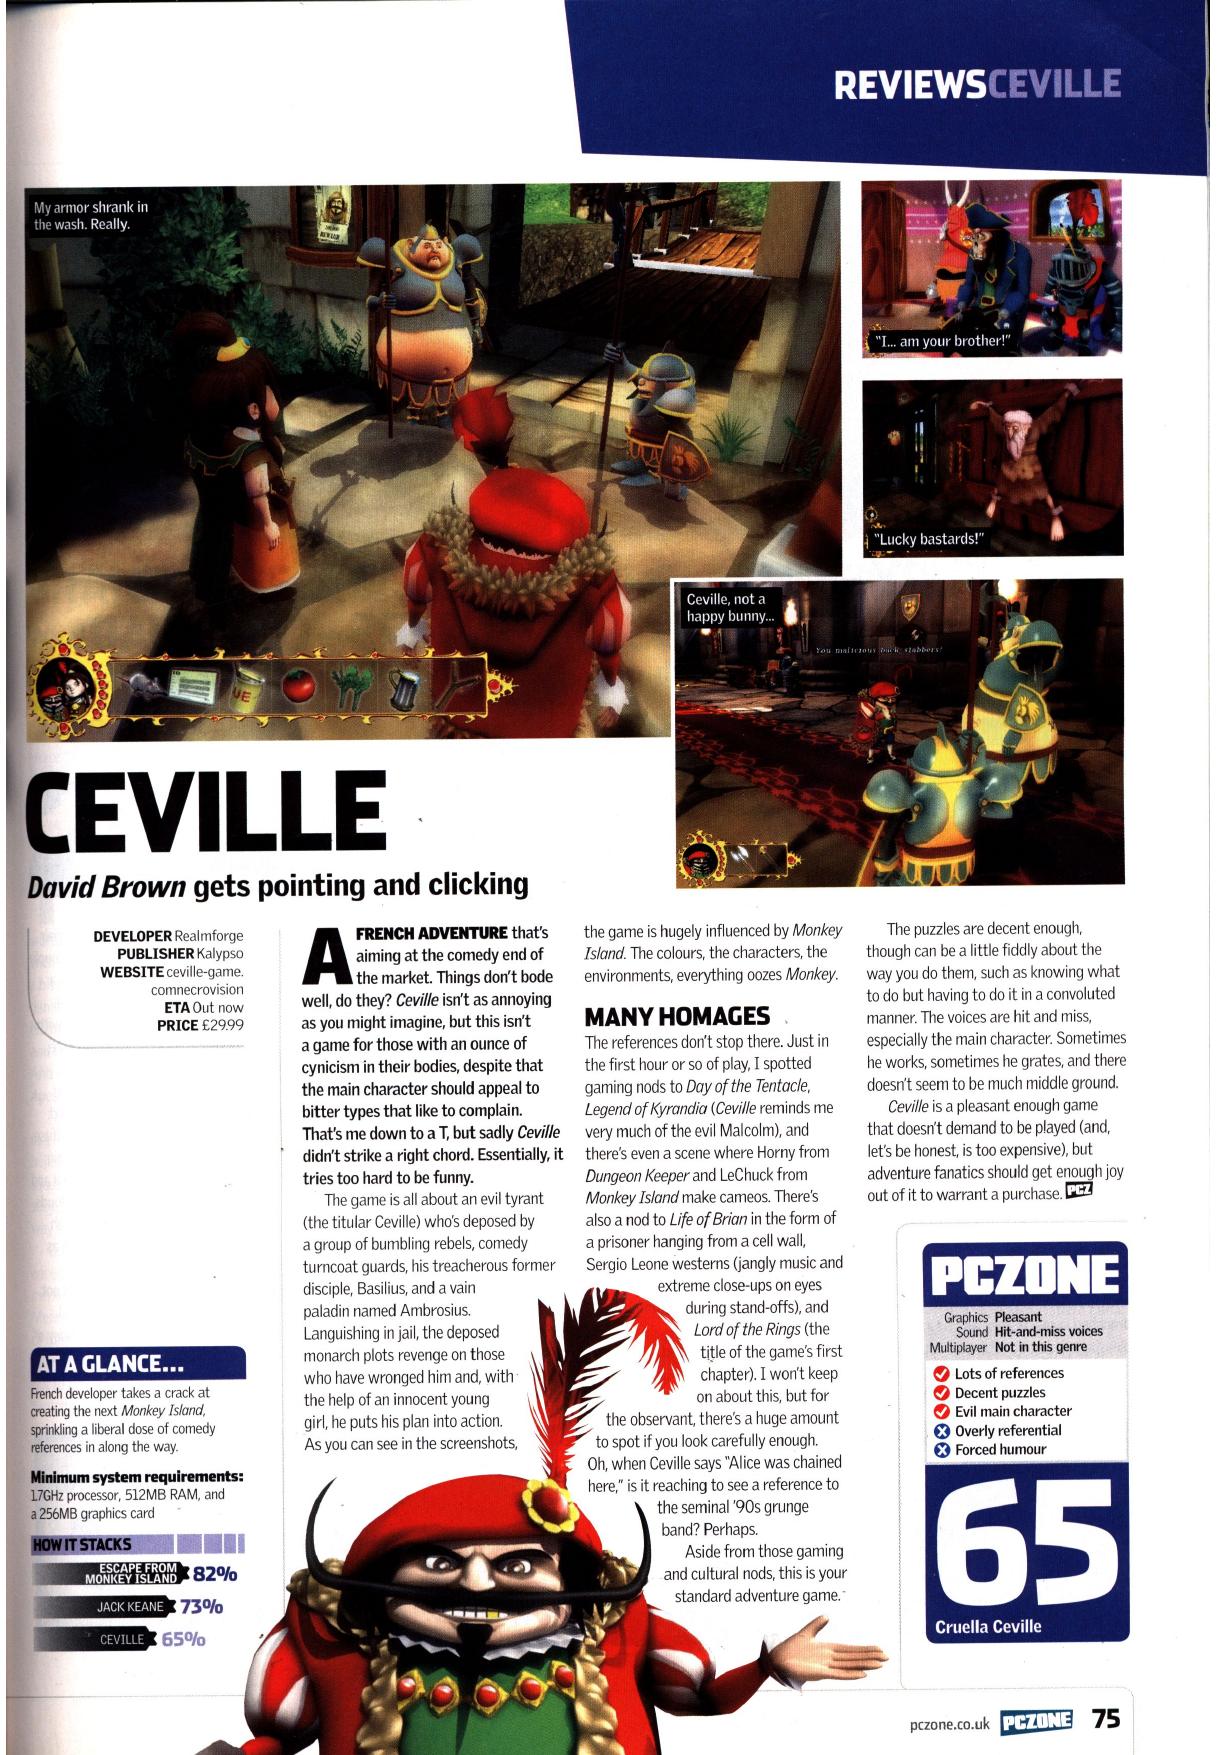 REVIEWSCEVILLE
My armor shrank in
the wash. Really.
"I... am your brother!"
"Lucky bastards!"
Ceville, not a
happy bunny...
You malicious back stabbers!
CEVILLE
David Brown gets pointing and clicking
DEVELOPER Realmforge
PUBLISHER Kalypso
WEBSITE ceville-game.
comnecrovision
ETA Out now
PRICE £29.99
AT A GLANCE...
French developer takes a crack at
creating the next Monkey Island,
sprinkling a liberal dose of comedy
references in along the way.
Minimum system requirements:
1.7GHz processor, 512MB RAM, and
a 256MB graphics card
HOW IT STACKS
ESCAPE FROM
MONKEY ISLAND 82%
JACK KEANE 73%
CEVILLE 65%
A FRENCH ADVENTURE that's
aiming at the comedy end of
the market. Things don't bode
well, do they? Ceville isn't as annoying
as you might imagine, but this isn't
a game for those with an ounce of
cynicism in their bodies, despite that
the main character should appeal to
bitter types that like to complain.
That's me down to a T, but sadly Ceville
didn't strike a right chord. Essentially, it
tries too hard to be funny.
The game is all about an evil tyrant
(the titular Ceville) who's deposed by
a group of bumbling rebels, comedy
turncoat guards, his treacherous former
disciple, Basilius, and a vain
paladin named Ambrosius.
Languishing in jail, the deposed
monarch plots revenge on those
who have wronged him and, with
the help of an innocent young
girl, he puts his plan into action.
As you can see in the screenshots,
the game is hugely influenced by Monkey
Island. The colours, the characters, the
environments, everything oozes Monkey.
MANY HOMAGES
The references don't stop there. Just in
the first hour or so of play, I spotted
gaming nods to Day of the Tentacle,
Legend of Kyrandia (Ceville reminds me
very much of the evil Malcolm), and
there's even a scene where Horny from
Dungeon Keeper and LeChuck from
Monkey Island make cameos. There's
also a nod to Life of Brian in the form of
a prisoner hanging from a cell wall,
Sergio Leone westerns (jangly music and
extreme close-ups on eyes
during stand-offs), and
Lord of the Rings (the
title of the game's first
chapter). I won't keep
on about this, but for
the observant, there's a huge amount
to spot if you look carefully enough.
Oh, when Ceville says "Alice was chained
here," is it reaching to see a reference to
the seminal '90s grunge
band? Perhaps.
Aside from those gaming
and cultural nods, this is your
standard adventure game.
The puzzles are decent enough,
though can be a little fiddly about the
way you do them, such as knowing what
to do but having to do it in a convoluted
manner. The voices are hit and miss,
especially the main character. Sometimes
he works, sometimes he grates, and there
doesn't seem to be much middle ground.
Ceville is a pleasant enough game
that doesn't demand to be played (and,
let's be honest, is too expensive), but
adventure fanatics should get enough joy
out of it to warrant a purchase. PCZ
PCZONE
Graphics Pleasant
Sound Hit-and-miss voices
Multiplayer Not in this genre
Lots of references
Decent puzzles
Evil main character
Overly referential
Forced humour
65
Cruella Ceville
pczone.co.uk PCZONE 75